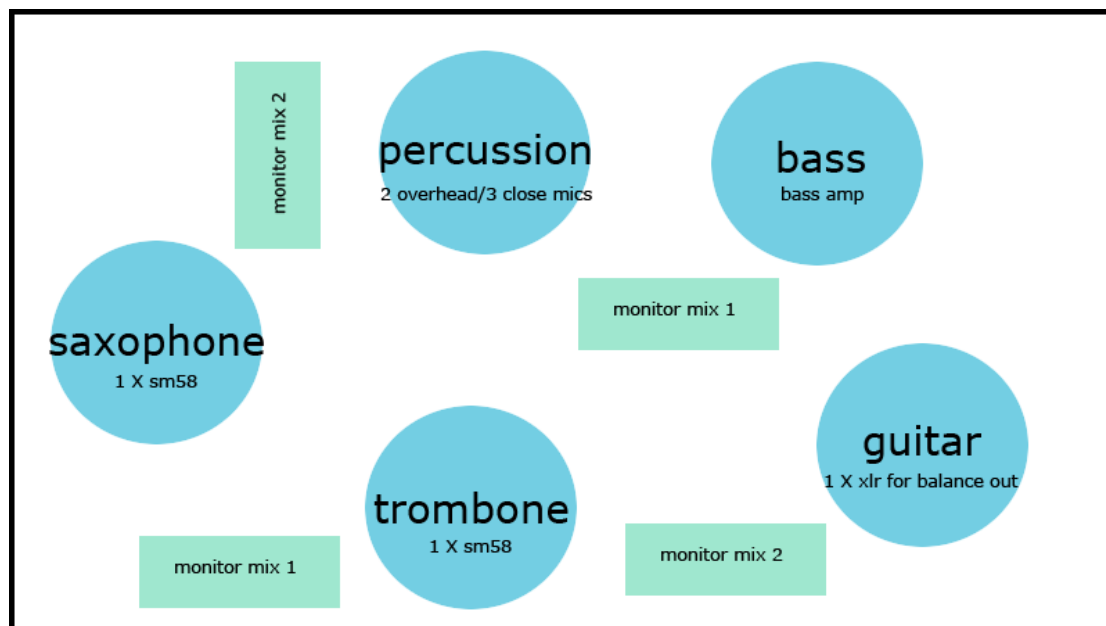 monitor mix 2
percussion
2 overhead/3 close mics
bass
bass amp
monitor mix 1
saxophone
1 X sm58
guitar
1 X xlr for balance out
trombone
1 X sm58
monitor mix 1
monitor mix 2